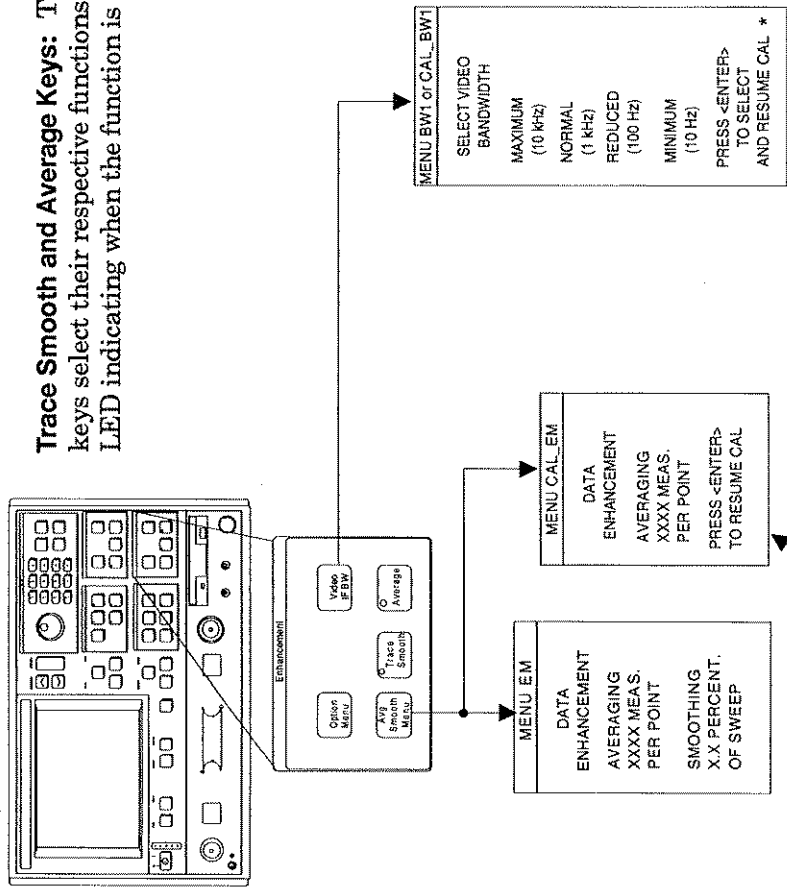 Trace Smooth and Average Keys: T
keys select their respective functions
LED indicating when the function is
Enhancement
Option
Menu
Video
IF BW
Avg
Smooth
Menu
Trace
Smooth
Average
MENU BW1 or CAL_BW1
SELECT VIDEO
BANDWIDTH
MAXIMUM
(10 kHz)
NORMAL
(1 kHz)
REDUCED
(100 Hz)
MINIMUM
(10 Hz)
PRESS <ENTER>
TO SELECT
AND RESUME CAL *
MENU EM
DATA
ENHANCEMENT
AVERAGING
XXXX MEAS.
PER POINT
SMOOTHING
X.X PERCENT.
OF SWEEP
MENU CAL_EM
DATA
ENHANCEMENT
AVERAGING
XXXX MEAS.
PER POINT
PRESS <ENTER>
TO RESUME CAL